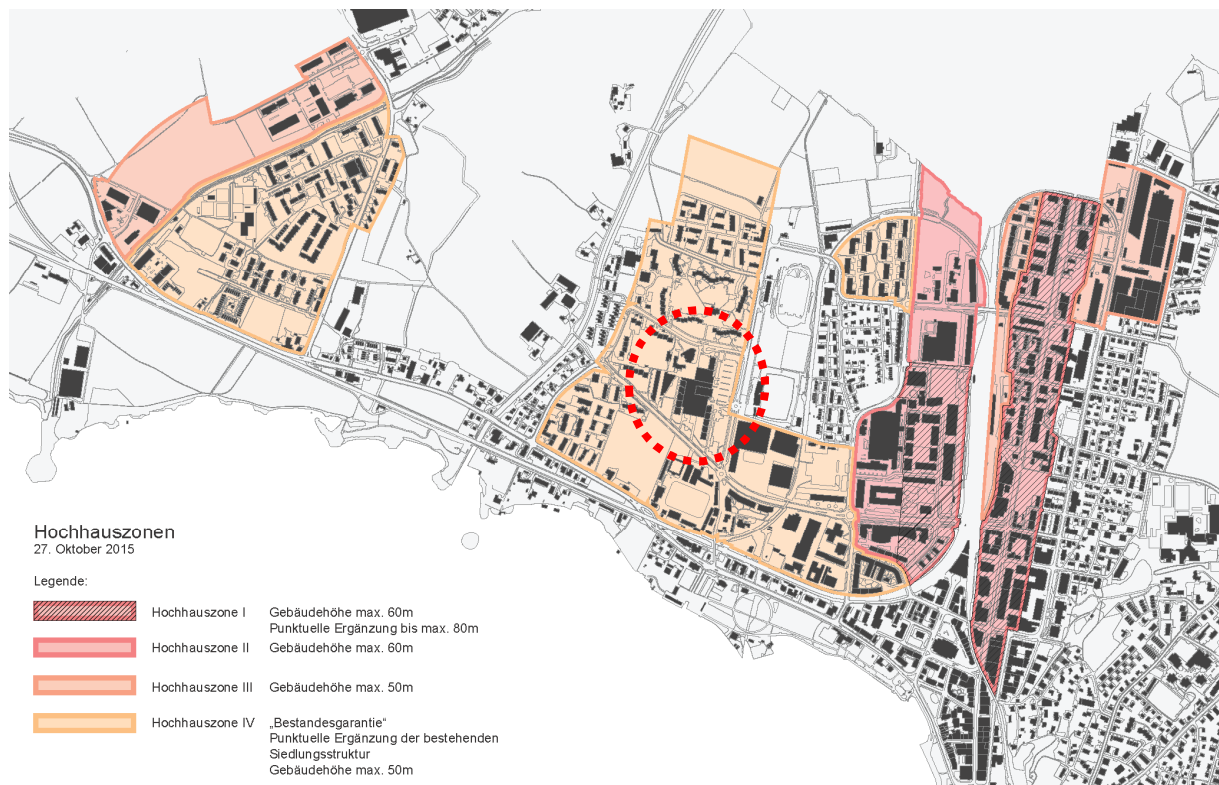 Hochhauszonen
27. Oktober 2015
Legende:
Hochhauszone I Gebäudehöhe max. 60m
Punktuelle Ergänzung bis max. 80m
Hochhauszone II Gebäudehöhe max. 60m
Hochhauszone III Gebäudehöhe max. 50m
Hochhauszone IV „Bestandesgarantie“
Punktuelle Ergänzung der bestehenden
Siedlungsstruktur
Gebäudehöhe max. 50m